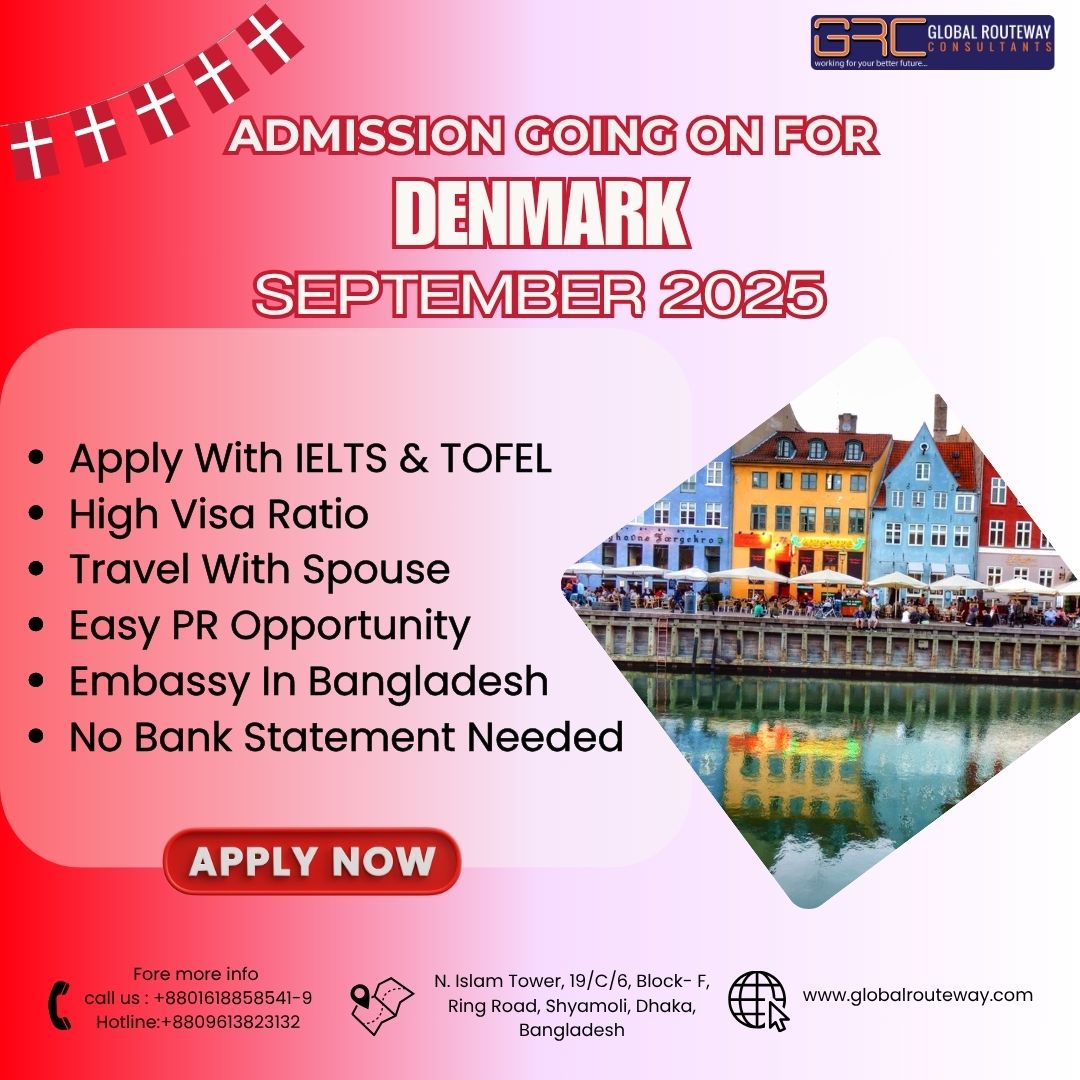 GRC GLOBAL ROUTEWAY
CONSULTANTS
working for your better future...
ADMISSION GOING ON FOR
DENMARK
SEPTEMBER 2025
• Apply With IELTS & TOFEL
• High Visa Ratio
• Travel With Spouse
• Easy PR Opportunity
• Embassy In Bangladesh
• No Bank Statement Needed
APPLY NOW
Fore more info
call us : +8801618858541-9
Hotline:+8809613823132
N. Islam Tower, 19/C/6, Block- F,
Ring Road, Shyamoli, Dhaka,
Bangladesh
www.globalrouteway.com